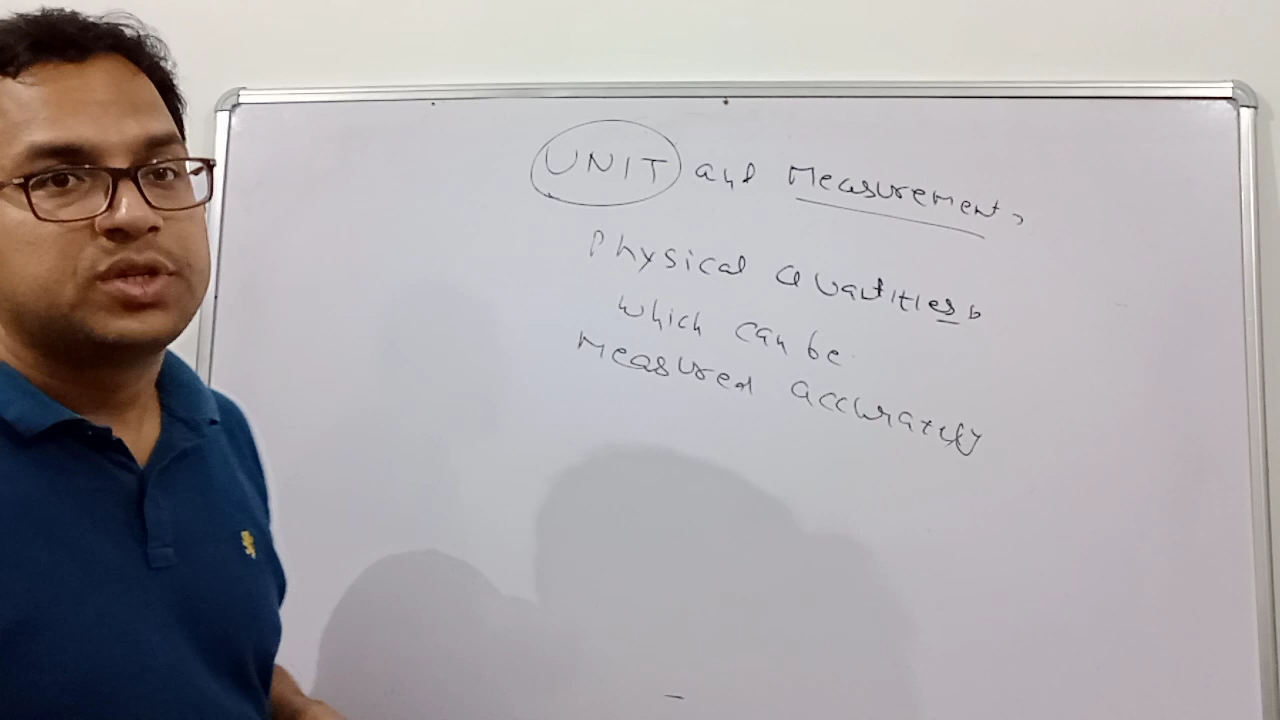 UNIT and Measurement,
Physical Quantities
which can be
Measured accurately